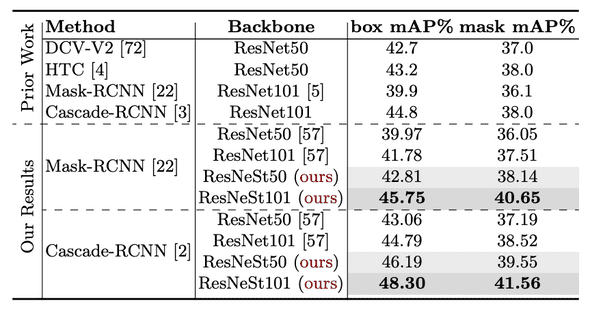 Method Backbone box mAP% mask mAP%
Prior Work
DCV-V2 [72] ResNet50 42.7 37.0
HTC [4] ResNet50 43.2 38.0
Mask-RCNN [22] ResNet101 [5] 39.9 36.1
Cascade-RCNN [3] ResNet101 44.8 38.0
Our Results
Mask-RCNN [22]
ResNet50 [57] 39.97 36.05
ResNet101 [57] 41.78 37.51
ResNeSt50 (ours) 42.81 38.14
ResNeSt101 (ours) 45.75 40.65
Cascade-RCNN [2]
ResNet50 [57] 43.06 37.19
ResNet101 [57] 44.79 38.52
ResNeSt50 (ours) 46.19 39.55
ResNeSt101 (ours) 48.30 41.56